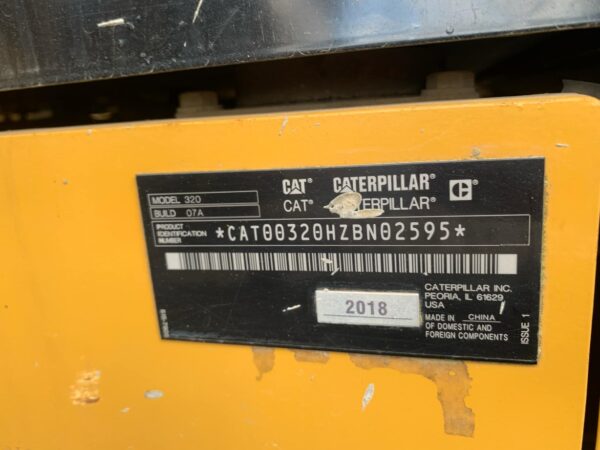 MODEL 320
BUILD 07A
CAT® CATERPILLAR® C®
CAT® CATERPILLAR®
PRODUCT IDENTIFICATION NUMBER
*CAT00320HZBN02595*
2018
CATERPILLAR INC.
PEORIA, IL 61629
USA
MADE IN CHINA
OF DOMESTIC AND
FOREIGN COMPONENTS
ISSUE 1